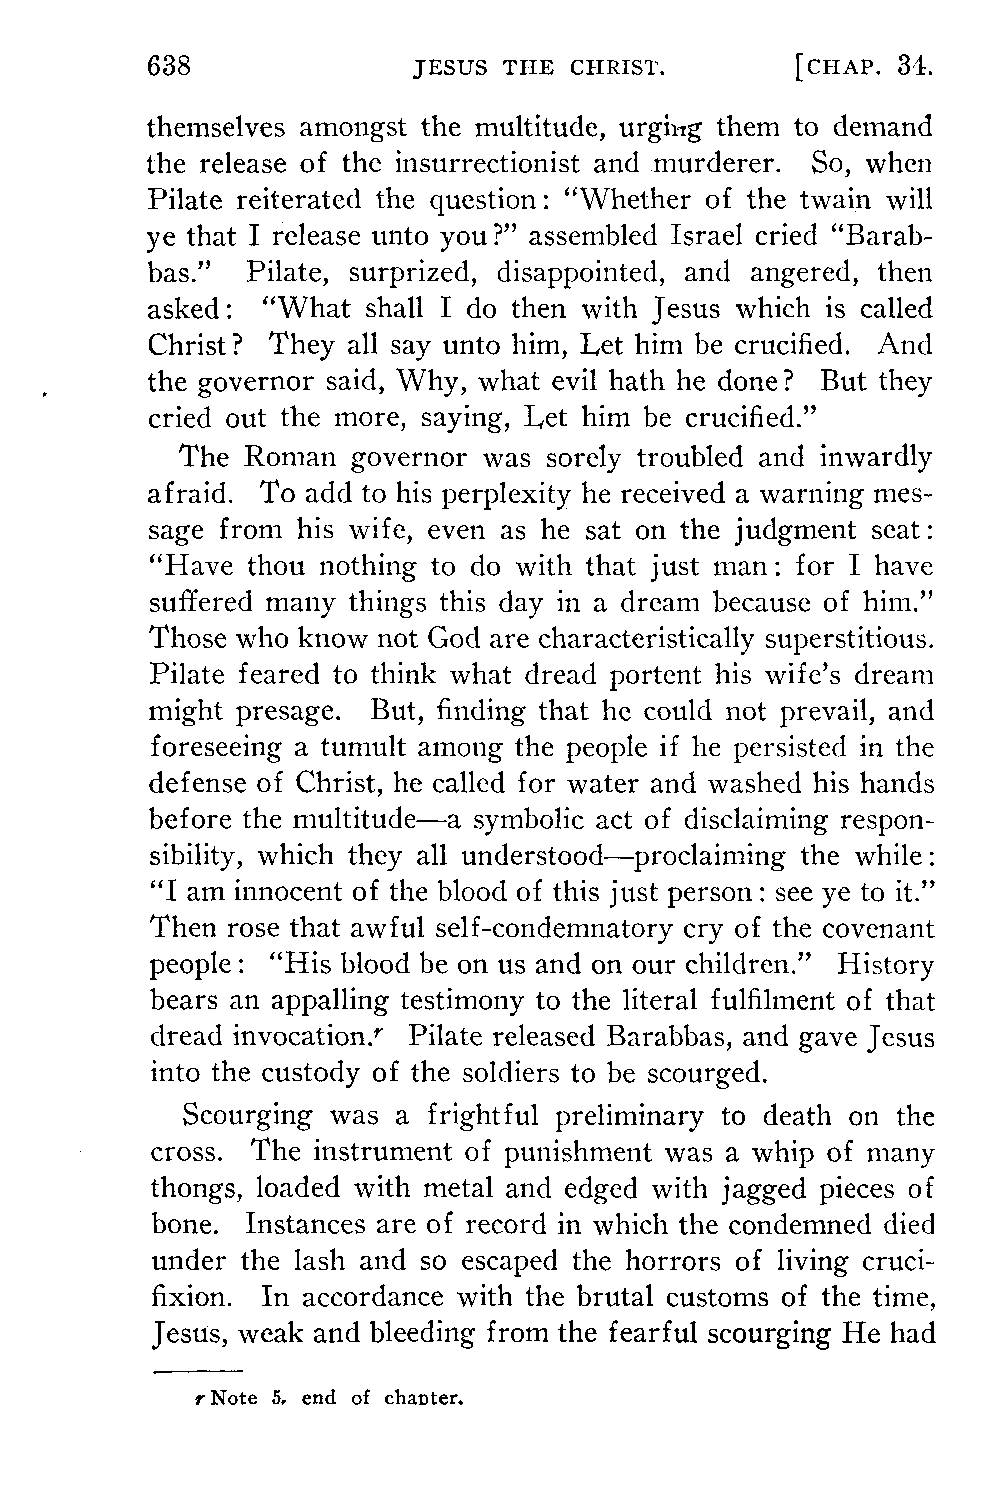 638 JESUS THE CHRIST. [CHAP. 34.
themselves amongst the multitude, urging them to demand
the release of the insurrectionist and murderer. So, when
Pilate reiterated the question: “Whether of the twain will
ye that I release unto you?” assembled Israel cried “Barab-
bas.” Pilate, surprized, disappointed, and angered, then
asked: “What shall I do then with Jesus which is called
Christ? They all say unto him, Let him be crucified. And
the governor said, Why, what evil hath he done? But they
cried out the more, saying, Let him be crucified.”
The Roman governor was sorely troubled and inwardly
afraid. To add to his perplexity he received a warning mes-
sage from his wife, even as he sat on the judgment seat:
“Have thou nothing to do with that just man: for I have
suffered many things this day in a dream because of him.”
Those who know not God are characteristically superstitious.
Pilate feared to think what dread portent his wife’s dream
might presage. But, finding that he could not prevail, and
foreseeing a tumult among the people if he persisted in the
defense of Christ, he called for water and washed his hands
before the multitude—a symbolic act of disclaiming respon-
sibility, which they all understood—proclaiming the while:
“I am innocent of the blood of this just person: see ye to it.”
Then rose that awful self-condemnatory cry of the covenant
people: “His blood be on us and on our children.” History
bears an appalling testimony to the literal fulfilment of that
dread invocation.r Pilate released Barabbas, and gave Jesus
into the custody of the soldiers to be scourged.
Scourging was a frightful preliminary to death on the
cross. The instrument of punishment was a whip of many
thongs, loaded with metal and edged with jagged pieces of
bone. Instances are of record in which the condemned died
under the lash and so escaped the horrors of living cruci-
fixion. In accordance with the brutal customs of the time,
Jesus, weak and bleeding from the fearful scourging He had
r Note 5, end of chapter.